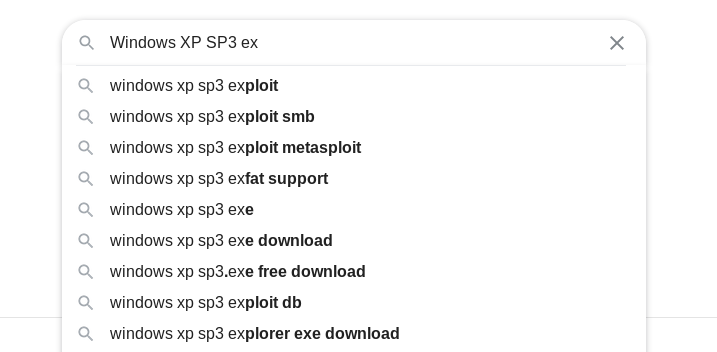 Windows XP SP3 ex
windows xp sp3 exploit
windows xp sp3 exploit smb
windows xp sp3 exploit metasploit
windows xp sp3 exfat support
windows xp sp3 exe
windows xp sp3 exe download
windows xp sp3.exe free download
windows xp sp3 exploit db
windows xp sp3 explorer exe download